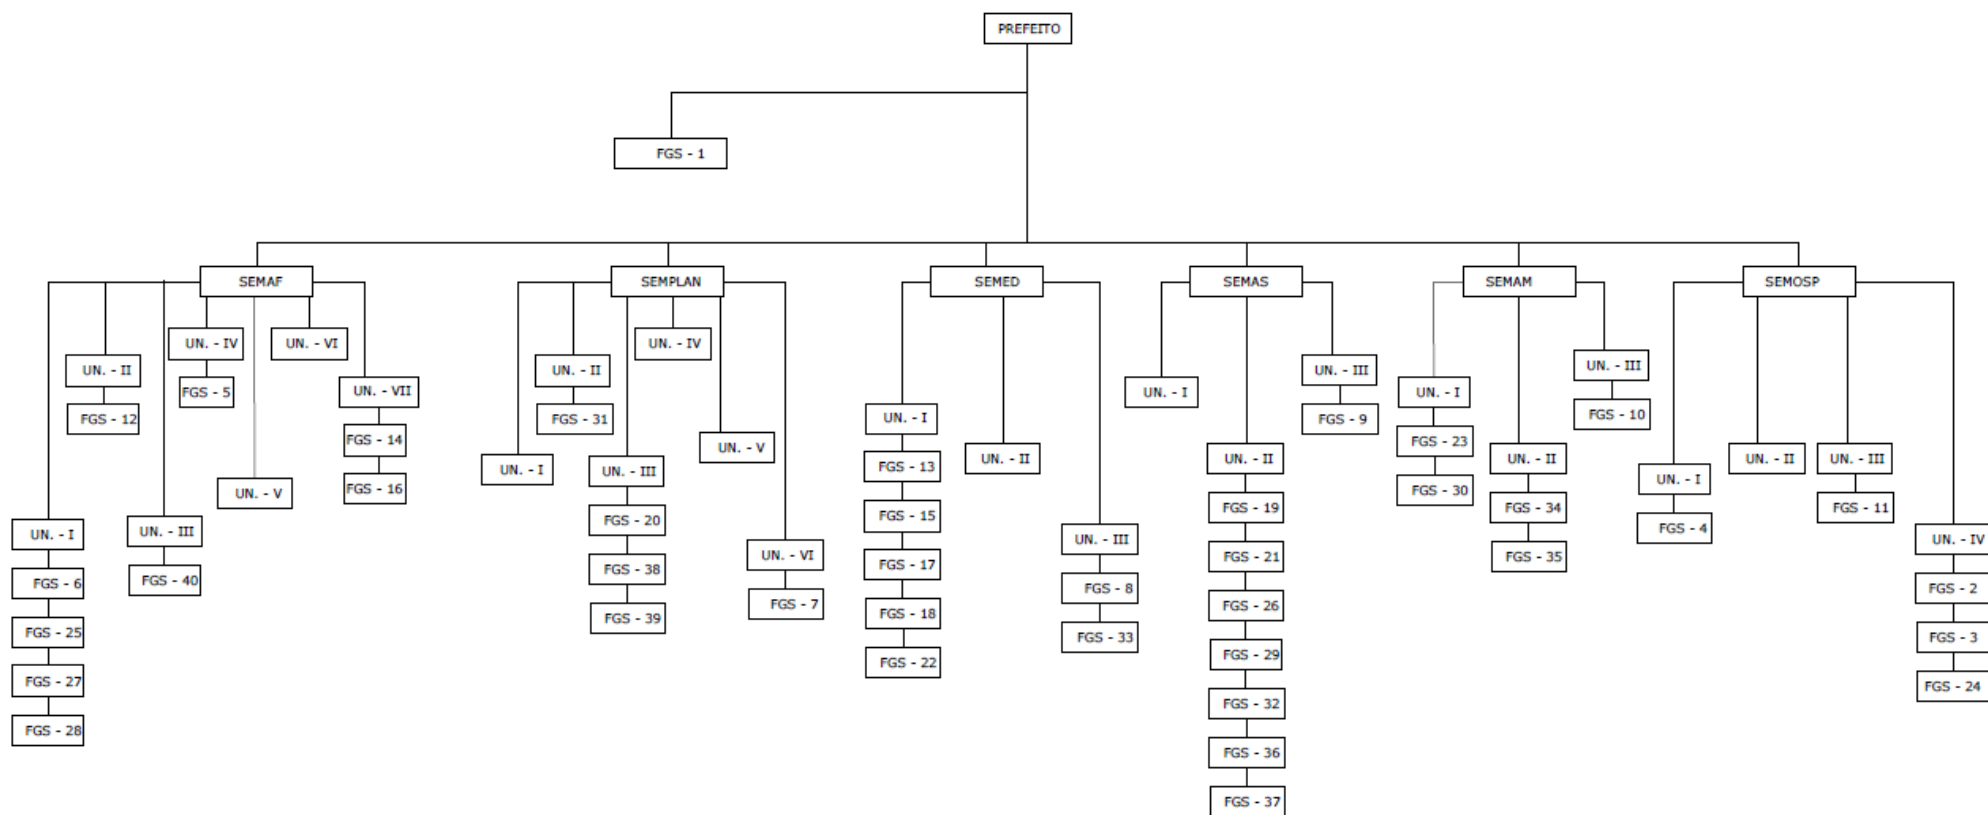 PREFEITO
FGS - 1
SEMAF
SEMPLAN
SEMED
SEMAS
SEMAM
SEMOSP
UN. - I
FGS - 6
FGS - 25
FGS - 27
FGS - 28
UN. - II
FGS - 12
UN. - III
FGS - 40
UN. - IV
FGS - 5
UN. - V
UN. - VI
UN. - VII
FGS - 14
FGS - 16
UN. - I
UN. - II
FGS - 31
UN. - III
FGS - 20
FGS - 38
FGS - 39
UN. - IV
UN. - V
UN. - VI
FGS - 7
UN. - I
FGS - 13
FGS - 15
FGS - 17
FGS - 18
FGS - 22
UN. - II
UN. - III
FGS - 8
FGS - 33
UN. - I
UN. - II
FGS - 19
FGS - 21
FGS - 26
FGS - 29
FGS - 32
FGS - 36
FGS - 37
UN. - III
FGS - 9
UN. - I
FGS - 23
FGS - 30
UN. - II
FGS - 34
FGS - 35
UN. - III
FGS - 10
UN. - I
FGS - 4
UN. - II
UN. - III
FGS - 11
UN. - IV
FGS - 2
FGS - 3
FGS - 24